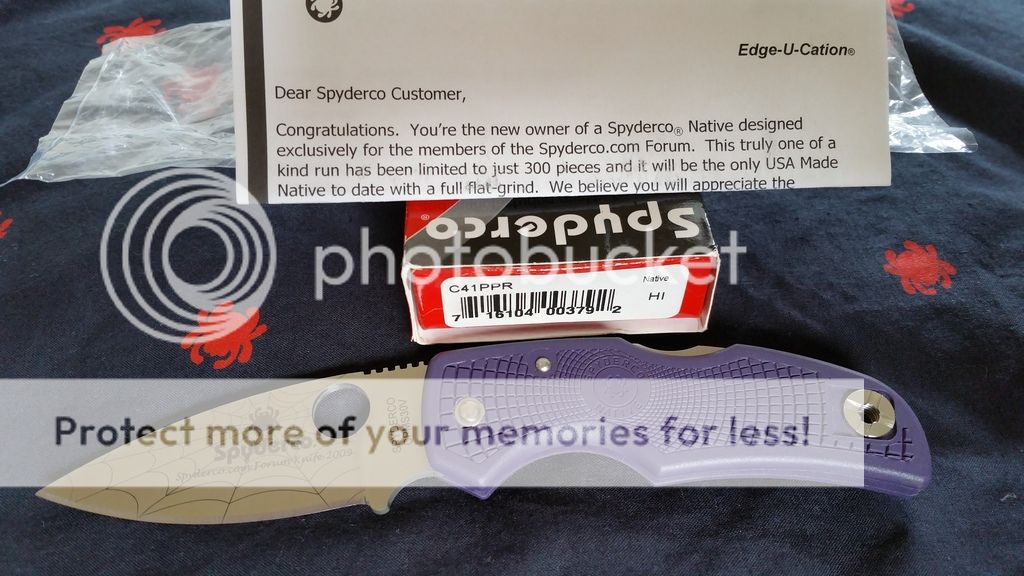 Edge-U-Cation®
Dear Spyderco Customer,
Congratulations. You're the new owner of a Spyderco® Native designed
exclusively for the members of the Spyderco.com Forum. This truly one of a
kind run has been limited to just 300 pieces and it will be the only USA Made
Native to date with a full flat-grind. We believe you will appreciate the
Spyderco®
photobucket
C41PPR
Native
HI
7 16104 00379 2
SPYDERCO
Protect more of your memories for less!
Spyderco
Spyderco.com Forum Knife 2009
SPYDERCO
CPMS30V